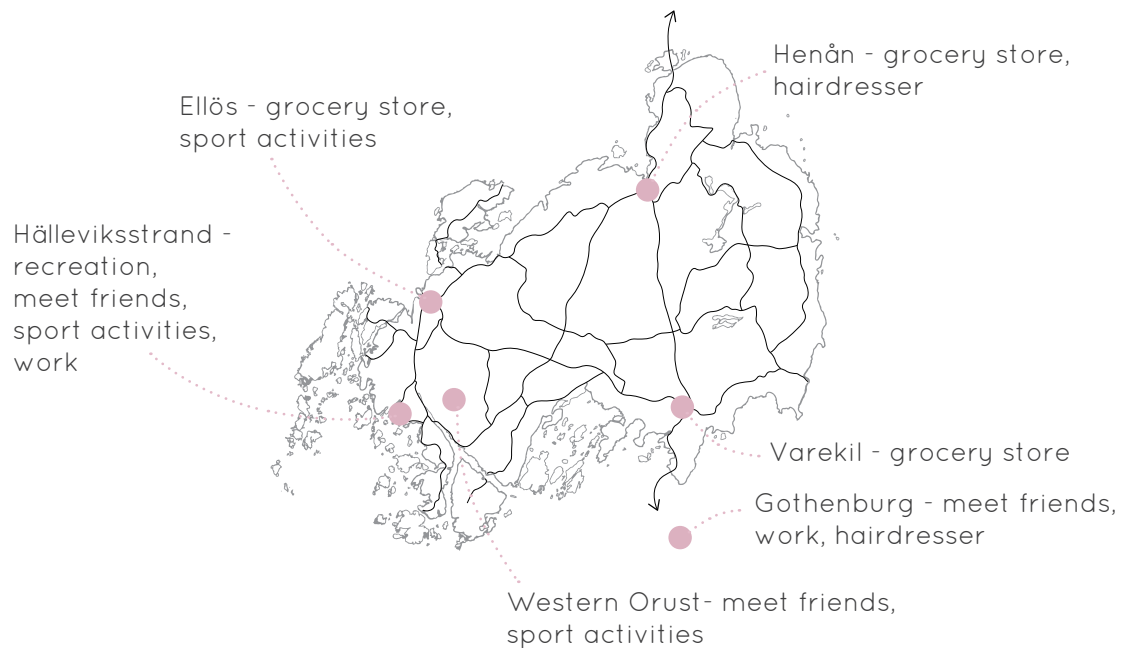 Henån - grocery store,
hairdresser
Ellös - grocery store,
sport activities
Hälleviksstrand -
recreation,
meet friends,
sport activities,
work
Varekil - grocery store
Gothenburg - meet friends,
work, hairdresser
Western Orust- meet friends,
sport activities